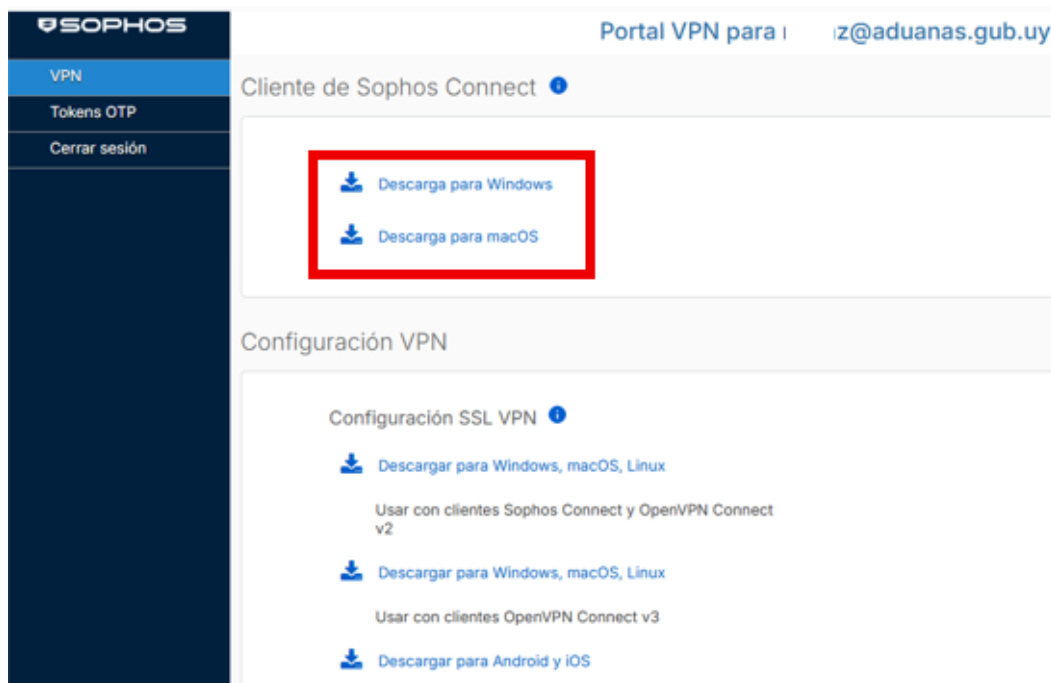 SOPHOS
Portal VPN para z@aduanas.gub.uy
VPN
Tokens OTP
Cerrar sesión
Cliente de Sophos Connect
Descarga para Windows
Descarga para macOS
Configuración VPN
Configuración SSL VPN
Descargar para Windows, macOS, Linux
Usar con clientes Sophos Connect y OpenVPN Connect
v2
Descargar para Windows, macOS, Linux
Usar con clientes OpenVPN Connect v3
Descargar para Android y iOS